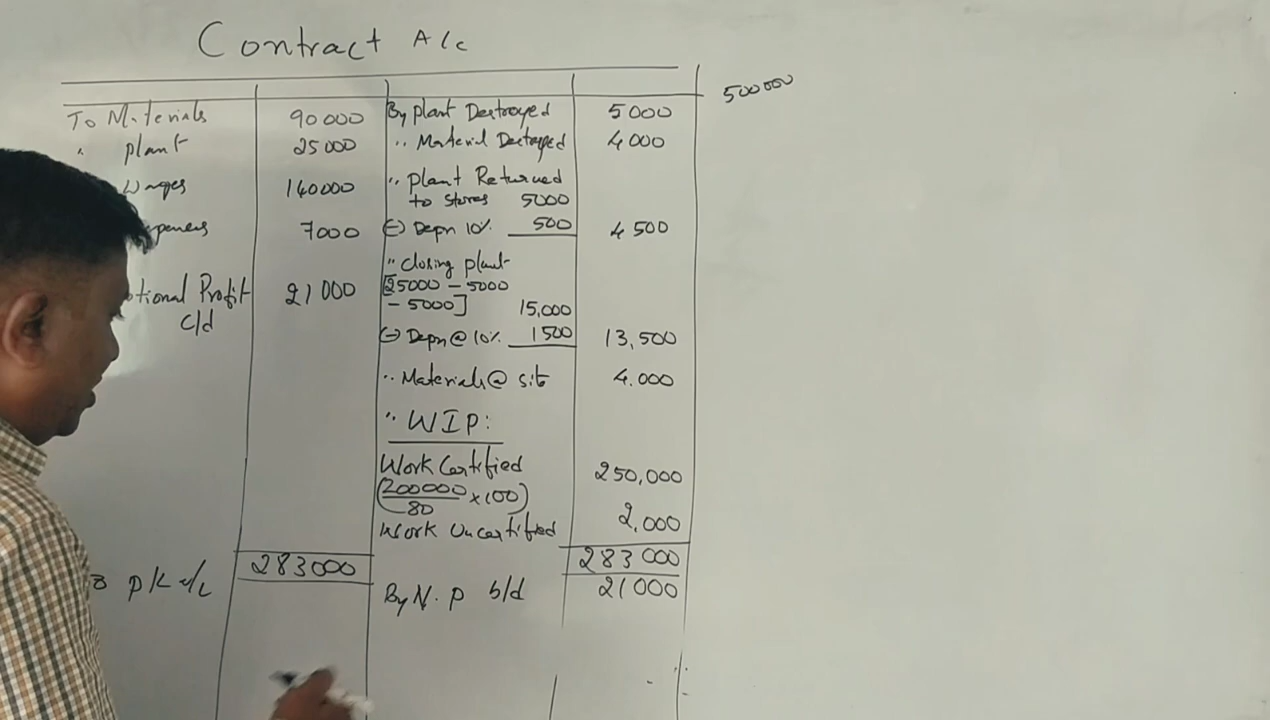 Contract A/c
500000
To Materials 90000 By plant Destroyed 5000
" plant 25000 " Material Destroyed 4000
Wages 140000 " plant Returned
to stores 5000
7000 (-) Depn 10% 500 4500
" closing plant
Profit 21000 [25000 - 5000
c/d - 5000] 15,000
(-) Depn @ 10% 1500 13,500
" Materials @ site 4.000
" WIP:
Work Certified 250,000
(200000/80 x 100)
Work Uncertified 2,000
283000 283000
By N.P b/d 21000